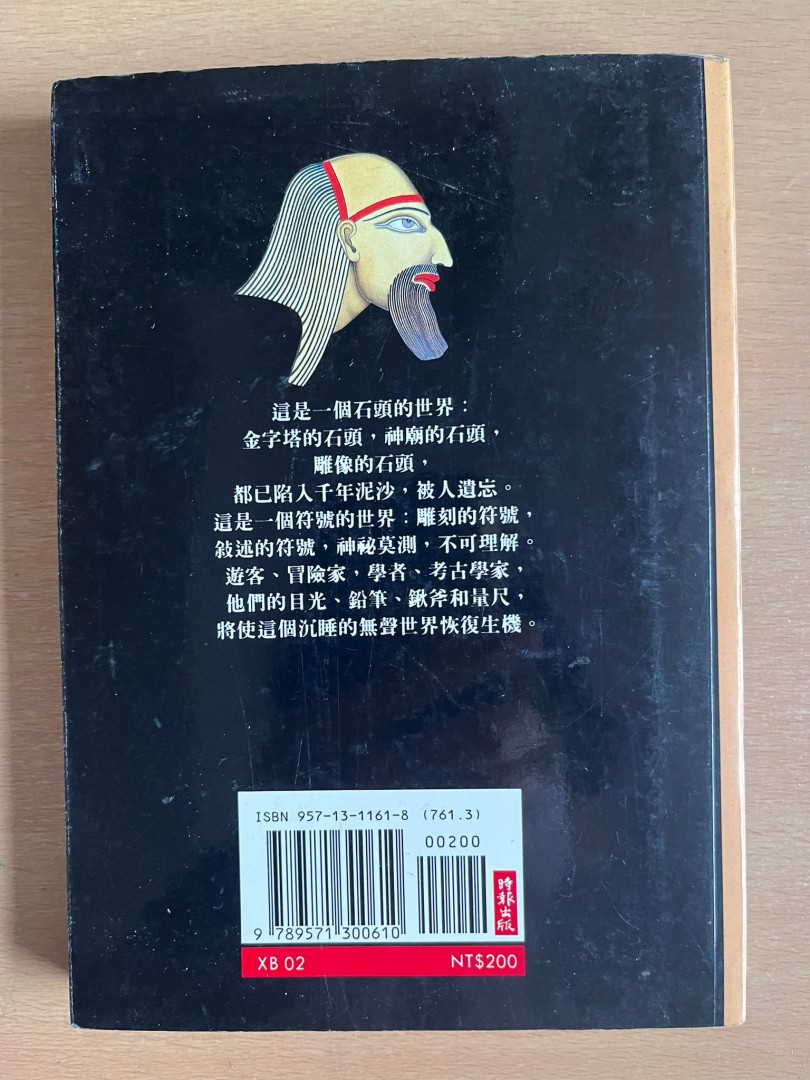 這是一個石頭的世界：
金字塔的石頭，神廟的石頭，
雕像的石頭，
都已陷入千年泥沙，被人遺忘。
這是一個符號的世界：雕刻的符號，
敍述的符號，神祕莫測，不可理解。
遊客、冒險家，學者、考古學家，
他們的目光、鉛筆、鍬斧和量尺，
將使這個沉睡的無聲世界恢復生機。
ISBN 957-13-1161-8 (761.3)
00200
9 789571 300610
時報出版
XB 02
NT$200